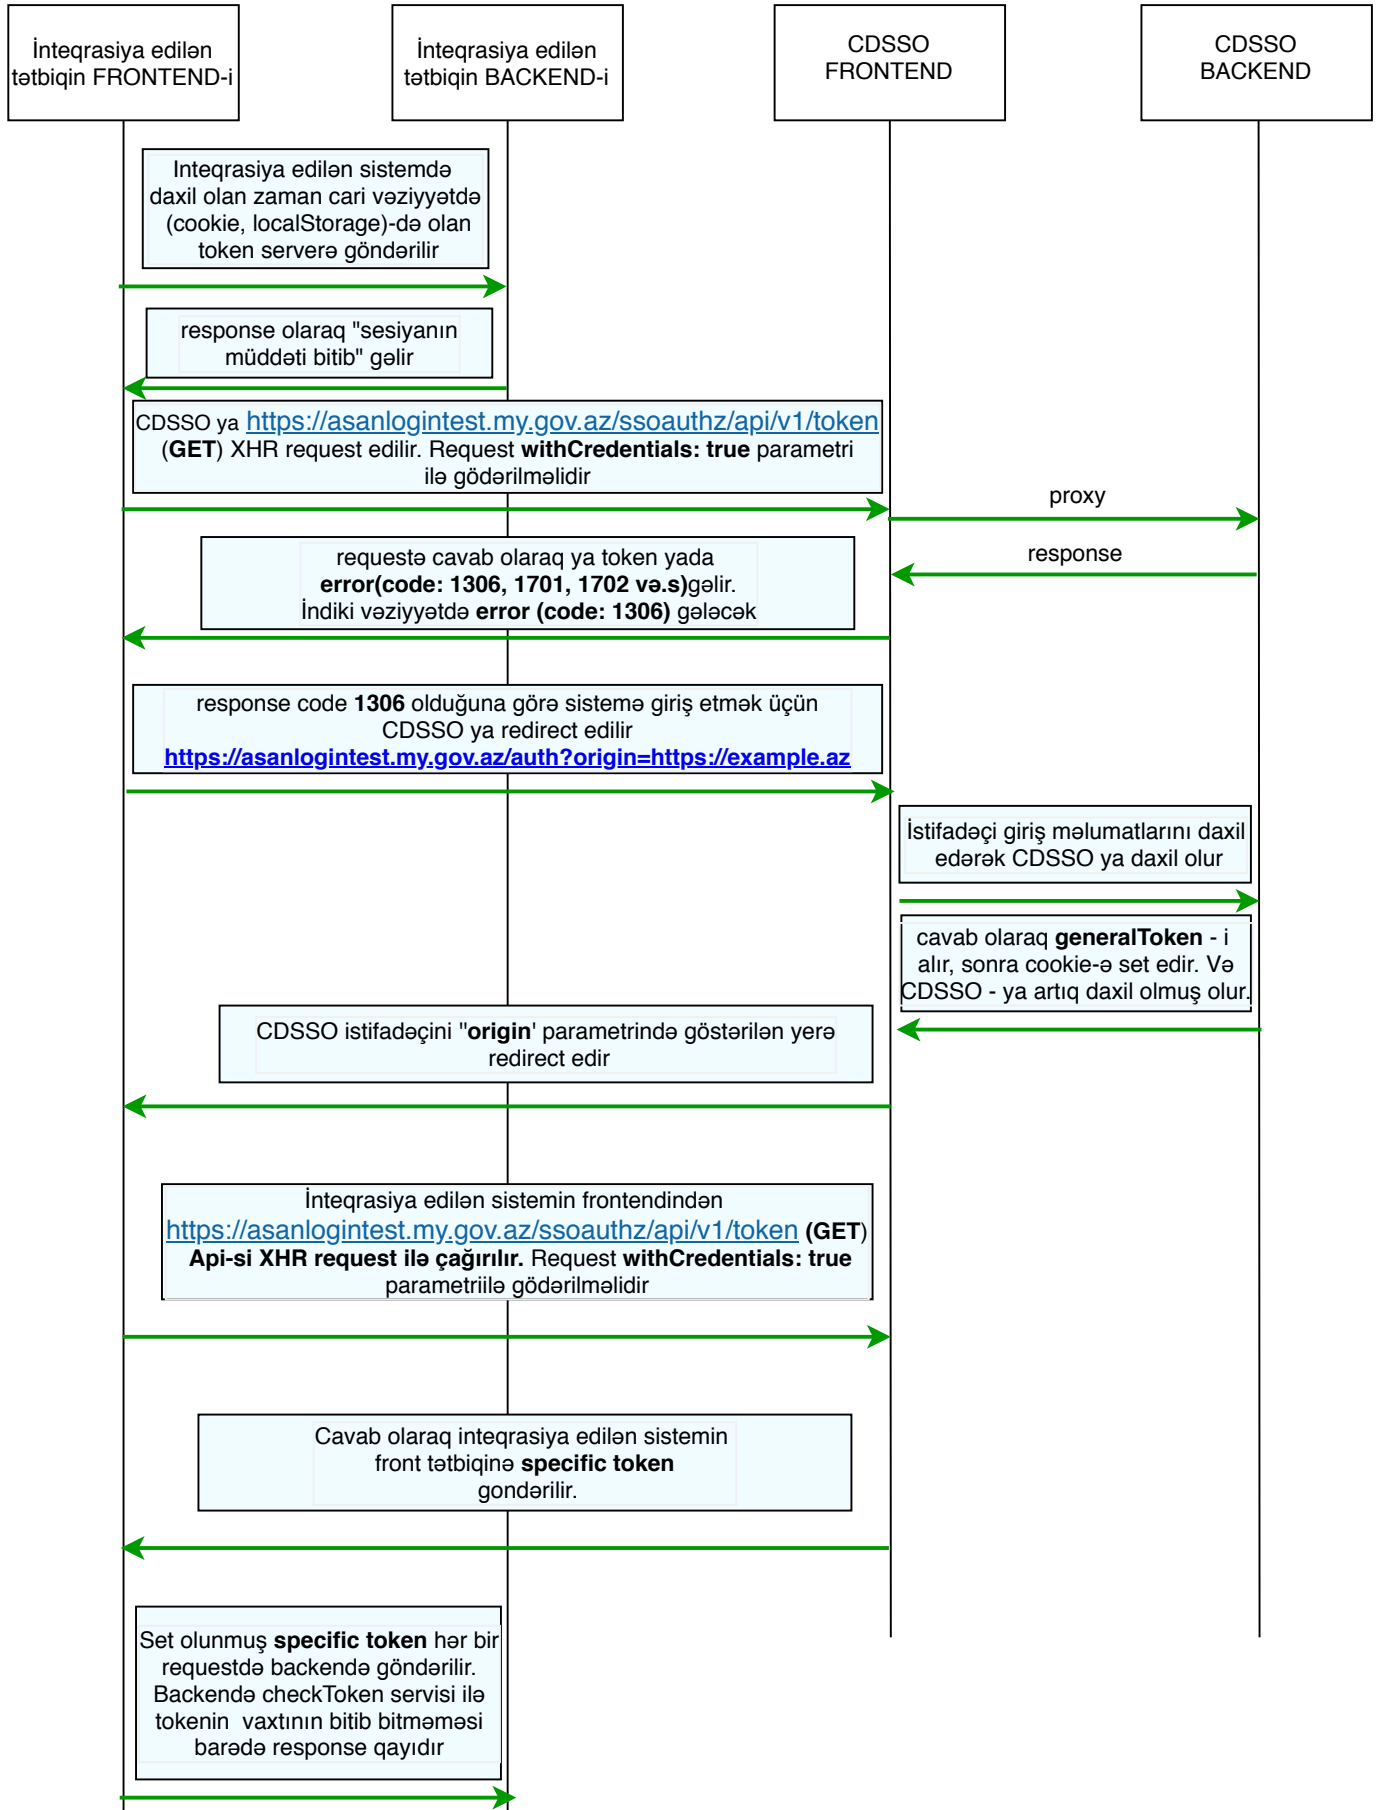 İnteqrasiya edilən
tətbiqin FRONTEND-i
İnteqrasiya edilən
tətbiqin BACKEND-i
CDSSO
FRONTEND
CDSSO
BACKEND
Inteqrasiya edilən sistemdə
daxil olan zaman cari vəziyyətdə
(cookie, localStorage)-də olan
token serverə göndərilir
response olaraq "sesiyanın
müddəti bitib" gəlir
CDSSO ya https://asanlogintest.my.gov.az/ssoauthz/api/v1/token
(GET) XHR request edilir. Request withCredentials: true parametri
ilə gödərilməlidir
proxy
response
requestə cavab olaraq ya token yada
error(code: 1306, 1701, 1702 və.s)gəlir.
İndiki vəziyyətdə error (code: 1306) gələcək
response code 1306 olduğuna görə sistemə giriş etmək üçün
CDSSO ya redirect edilir
https://asanlogintest.my.gov.az/auth?origin=https://example.az
İstifadəçi giriş məlumatlarını daxil
edərək CDSSO ya daxil olur
cavab olaraq generalToken - i
alır, sonra cookie-ə set edir. Və
CDSSO - ya artıq daxil olmuş olur.
CDSSO istifadəçini "origin' parametrində göstərilən yerə
redirect edir
İnteqrasiya edilən sistemin frontendindən
https://asanlogintest.my.gov.az/ssoauthz/api/v1/token (GET)
Api-si XHR request ilə çağırılır. Request withCredentials: true
parametriilə gödərilməlidir
Cavab olaraq inteqrasiya edilən sistemin
front tətbiqinə specific token
gondərilir.
Set olunmuş specific token hər bir
requestdə backendə göndərilir.
Backendə checkToken servisi ilə
tokenin  vaxtının bitib bitməməsi
barədə response qayıdır